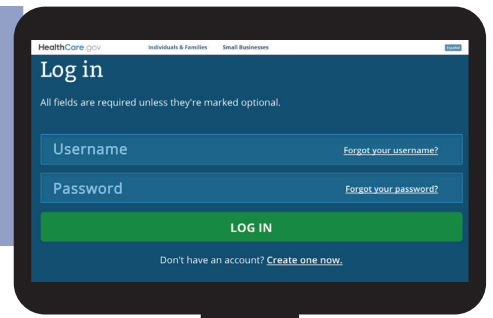 HealthCare.gov Individuals & Families Small Businesses Español
Log in
All fields are required unless they're marked optional.
Username Forgot your username?
Password Forgot your password?
LOG IN
Don't have an account? Create one now.